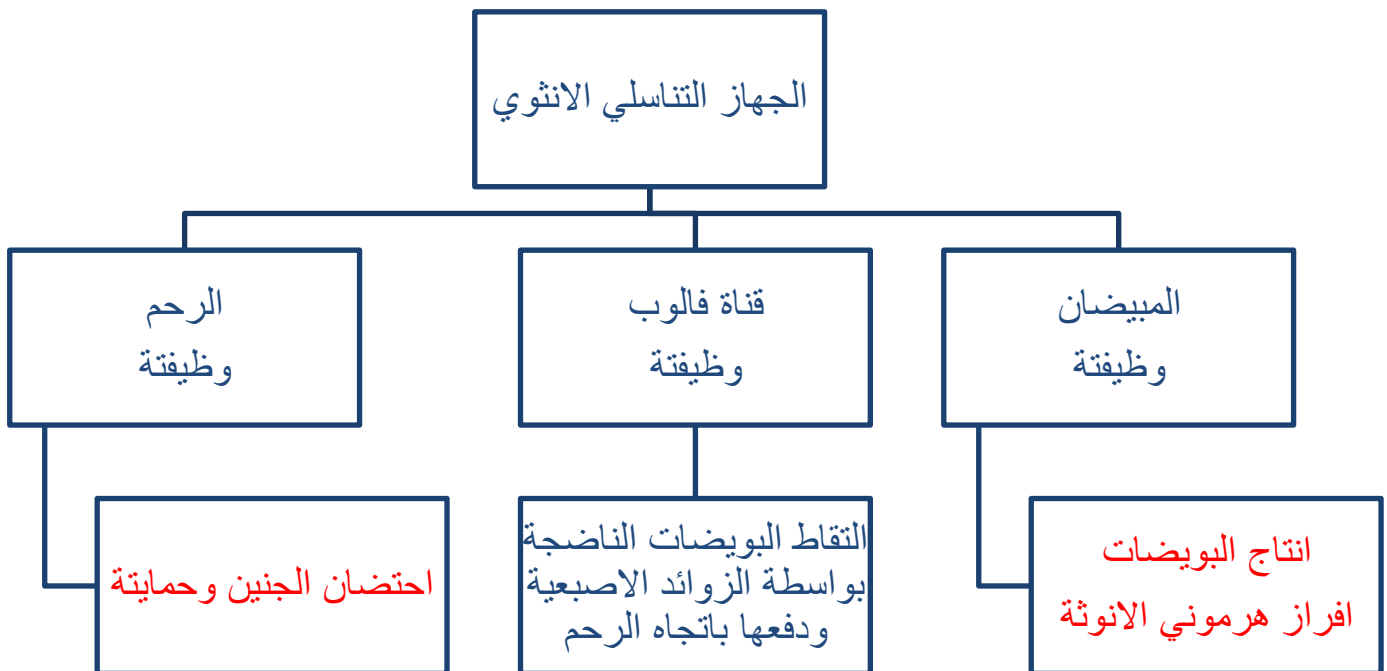 الجهاز التناسلي الانثوي
المبيضان
وظيفتة
قناة فالوب
وظيفتة
الرحم
وظيفتة
انتاج البويضات
افراز هرموني الانوثة
التقاط البويضات الناضجة
بواسطة الزوائد الاصبعية
ودفعها باتجاه الرحم
احتضان الجنين وحمايتة